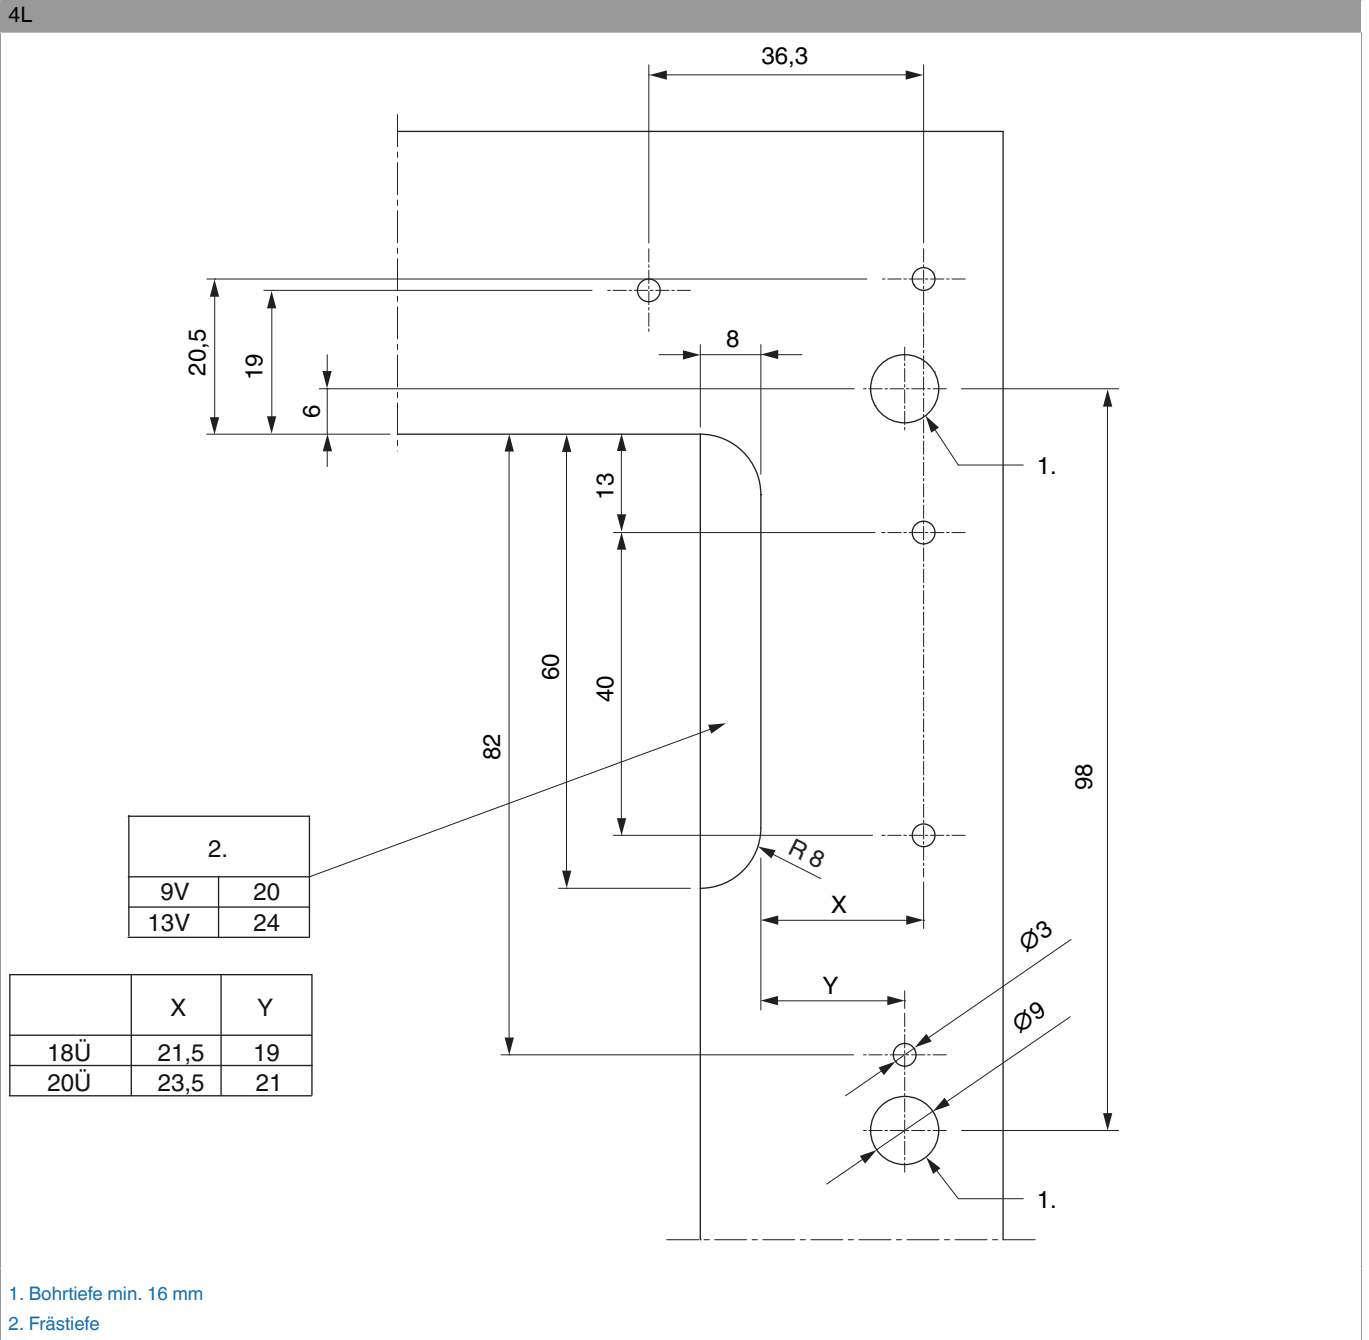 4L
36,3
20,5
19
6
8
1.
13
60
40
82
98
R 8
X
Y
Ø3
Ø9
1.
2.
9V 20
13V 24
X Y
18Ü 21,5 19
20Ü 23,5 21
1. Bohrtiefe min. 16 mm
2. Frästiefe